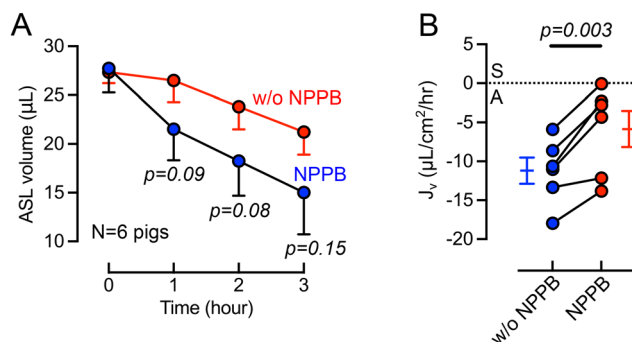 A
ASL volume (µL)
30
25
20
15
10
w/o NPPB
NPPB
p=0.09
p=0.08
p=0.15
N=6 pigs
0
1
2
3
Time (hour)
B
p=0.003
Jv (µL/cm²/hr)
5
0
-5
-10
-15
-20
S
A
w/o NPPB
NPPB